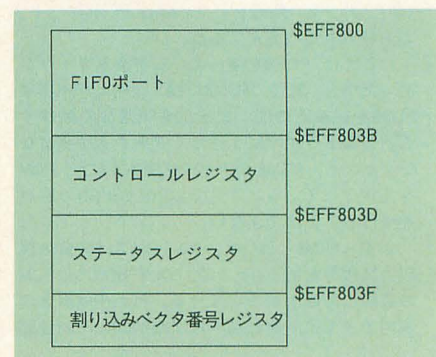 $EFF800
FIFOポート
$EFF803B
コントロールレジスタ
$EFF803D
ステータスレジスタ
$EFF803F
割り込みベクタ番号レジスタ